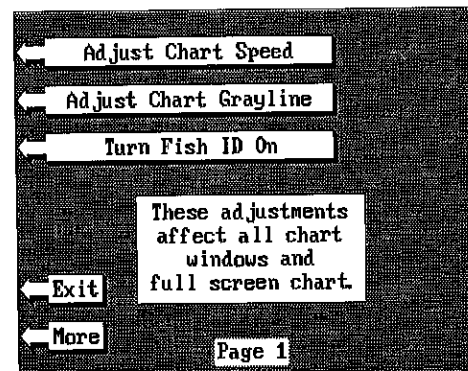 Adjust Chart Speed
Adjust Chart Grayline
Turn Fish ID On
These adjustments
affect all chart
windows and
full screen chart.
Exit
More
Page 1